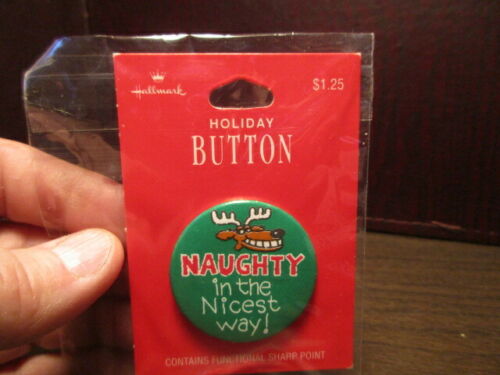 Hallmark
$1.25
HOLIDAY
BUTTON
NAUGHTY
in the
Nicest
way!
CONTAINS FUNCTIONAL SHARP POINT